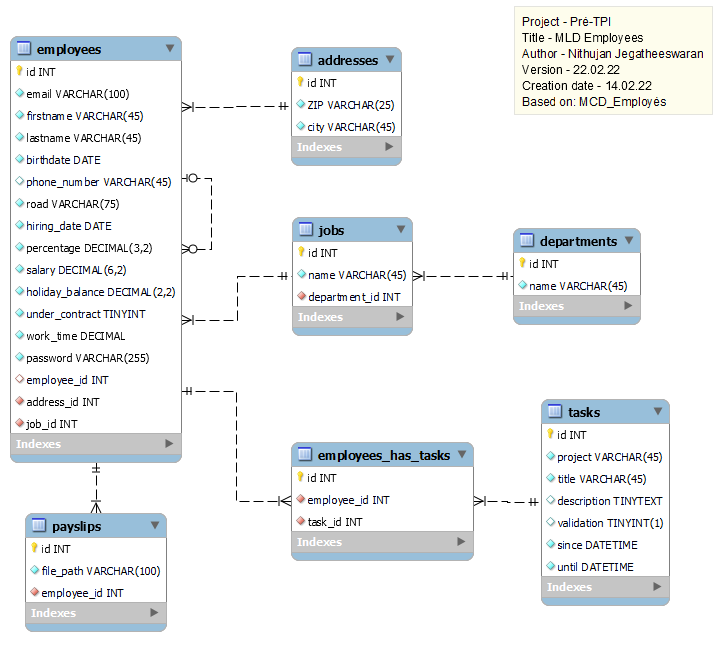 Project - Pré-TPI
Title - MLD Employees
Author - Nithujan Jegatheeswaran
Version - 22.02.22
Creation date - 14.02.22
Based on: MCD_Employés
employees
id INT
email VARCHAR(100)
firstname VARCHAR(45)
lastname VARCHAR(45)
birthdate DATE
phone_number VARCHAR(45)
road VARCHAR(75)
hiring_date DATE
percentage DECIMAL(3,2)
salary DECIMAL(6,2)
holiday_balance DECIMAL(2,2)
under_contract TINYINT
work_time DECIMAL
password VARCHAR(255)
employee_id INT
address_id INT
job_id INT
Indexes
addresses
id INT
ZIP VARCHAR(25)
city VARCHAR(45)
Indexes
jobs
id INT
name VARCHAR(45)
department_id INT
Indexes
departments
id INT
name VARCHAR(45)
Indexes
tasks
id INT
project VARCHAR(45)
title VARCHAR(45)
description TINYTEXT
validation TINYINT(1)
since DATETIME
until DATETIME
Indexes
employees_has_tasks
id INT
employee_id INT
task_id INT
Indexes
payslips
id INT
file_path VARCHAR(100)
employee_id INT
Indexes